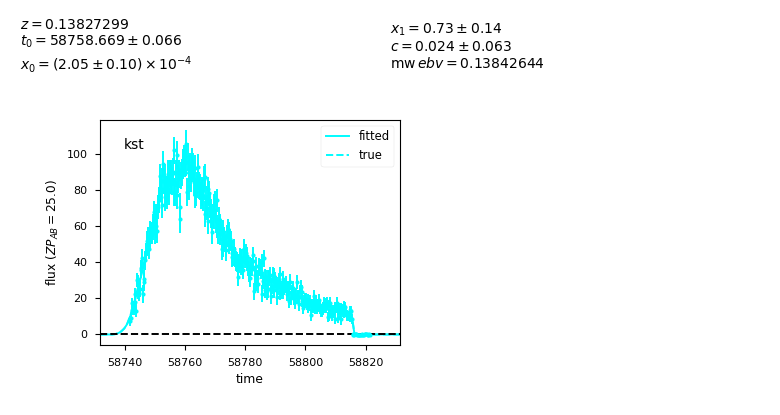 z = 0.13827299
t₀ = 58758.669 ± 0.066
x₀ = (2.05 ± 0.10) × 10⁻⁴
x₁ = 0.73 ± 0.14
c = 0.024 ± 0.063
mw ebv = 0.13842644
kst
fitted
true
flux (ZP_AB = 25.0)
100
80
60
40
20
0
58740 58760 58780 58800 58820
time